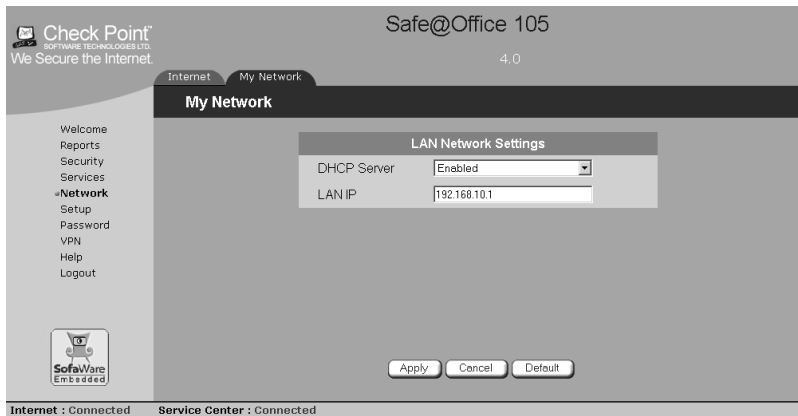 Check Point™
SOFTWARE TECHNOLOGIES LTD.
We Secure the Internet.
Safe@Office 105
4.0
Internet
My Network
My Network
Welcome
Reports
Security
Services
Network
Setup
Password
VPN
Help
Logout
LAN Network Settings
DHCP Server
Enabled
LAN IP
192.168.10.1
SofaWare
Embedded
Apply
Cancel
Default
Internet : Connected
Service Center : Connected